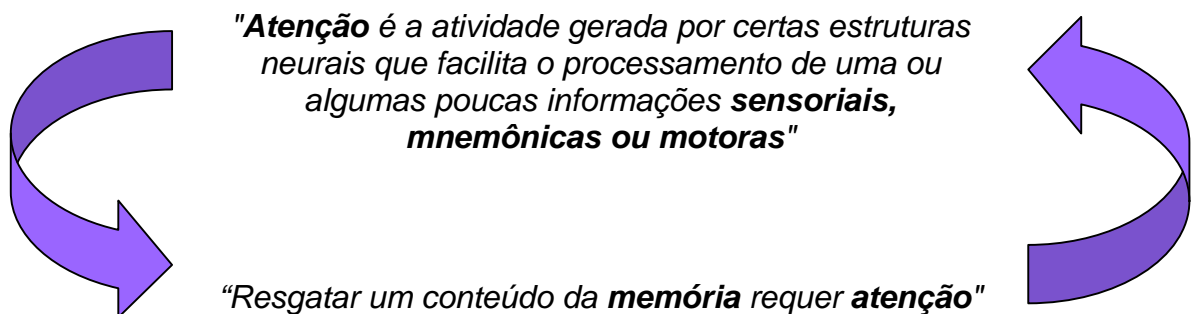 "Atenção é a atividade gerada por certas estruturas
neurais que facilita o processamento de uma ou
algumas poucas informações sensoriais,
mnemônicas ou motoras"
“Resgatar um conteúdo da memória requer atenção"